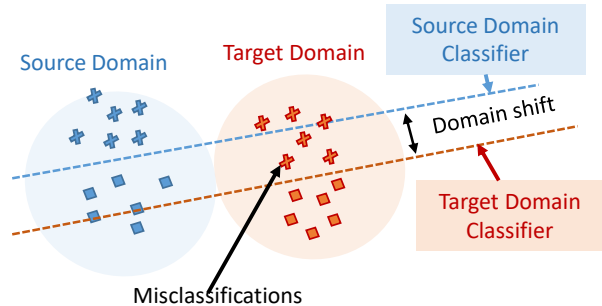 Source Domain
Target Domain
Source Domain
Classifier
Domain shift
Target Domain
Classifier
Misclassifications